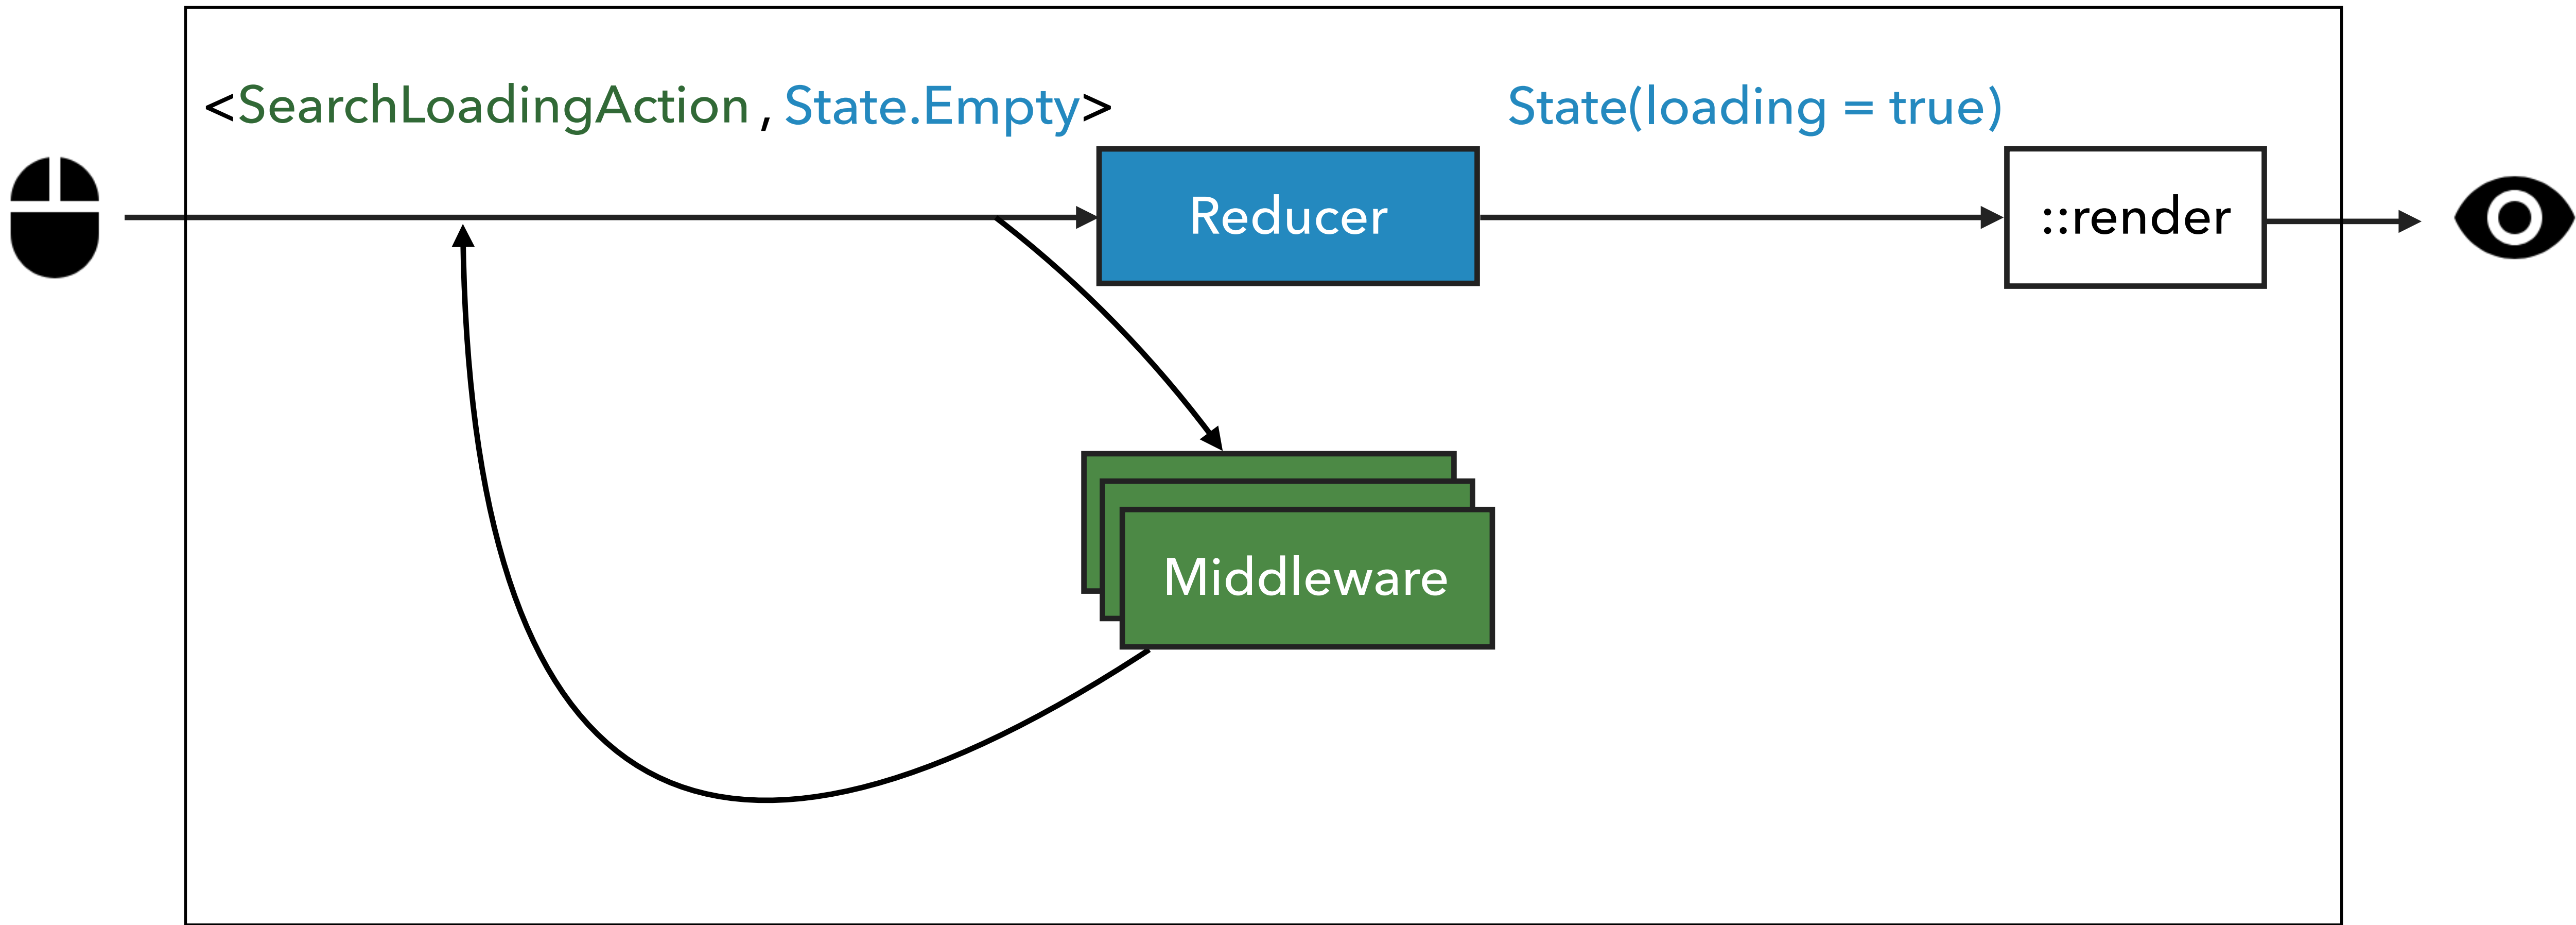 <SearchLoadingAction, State.Empty>
State(loading = true)
Reducer
::render
Middleware